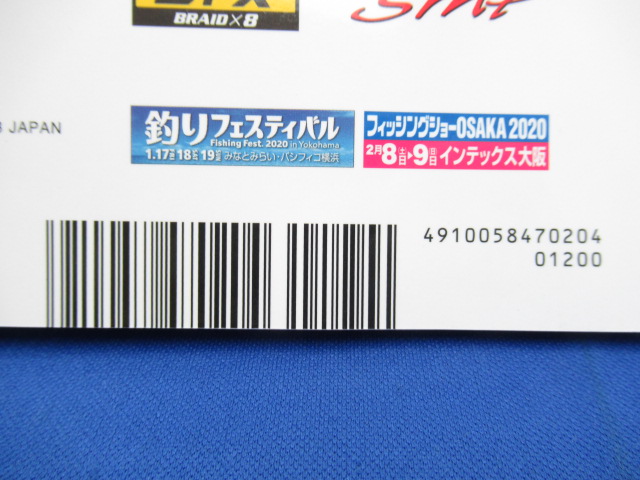 BRAID×8
JAPAN
釣りフェスティバル
Fishing Fest. 2020 in Yokohama
1.17 18 19 みなとみらい・パシフィコ横浜
フィッシングショーOSAKA 2020
2月8土▶9日 インテックス大阪
4910058470204
01200